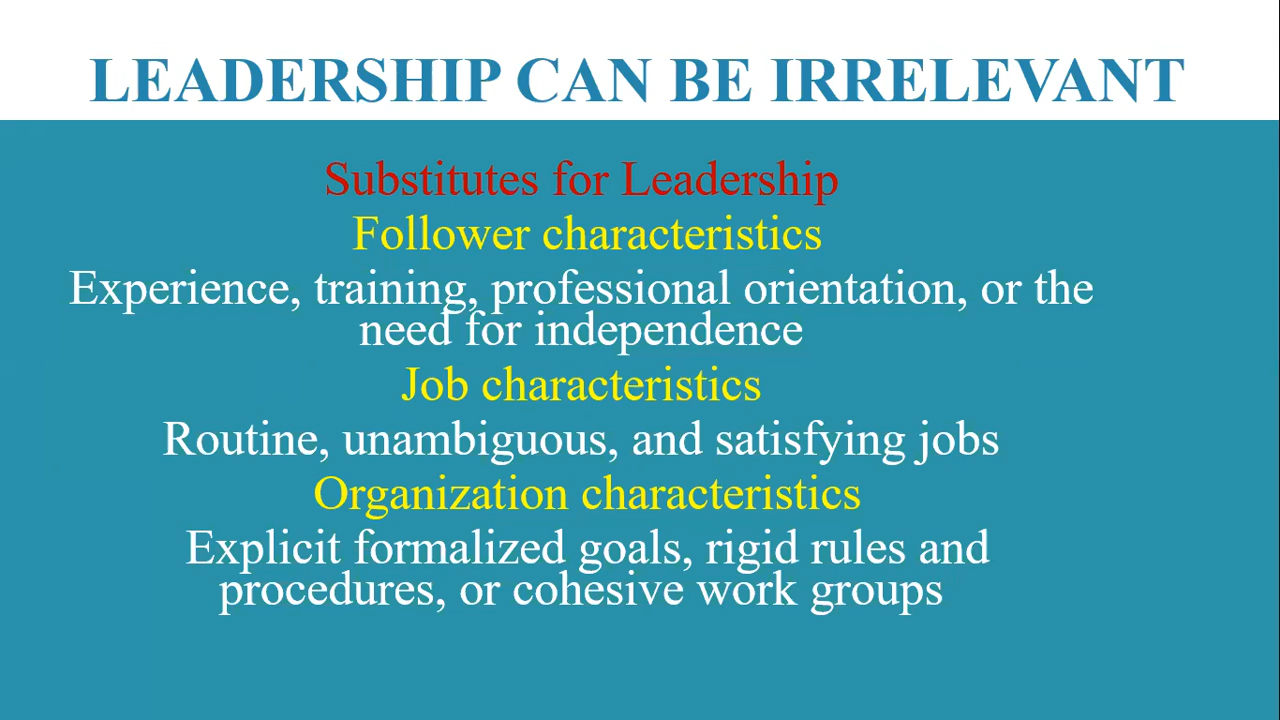 LEADERSHIP CAN BE IRRELEVANT
Substitutes for Leadership
Follower characteristics
Experience, training, professional orientation, or the
need for independence
Job characteristics
Routine, unambiguous, and satisfying jobs
Organization characteristics
Explicit formalized goals, rigid rules and
procedures, or cohesive work groups